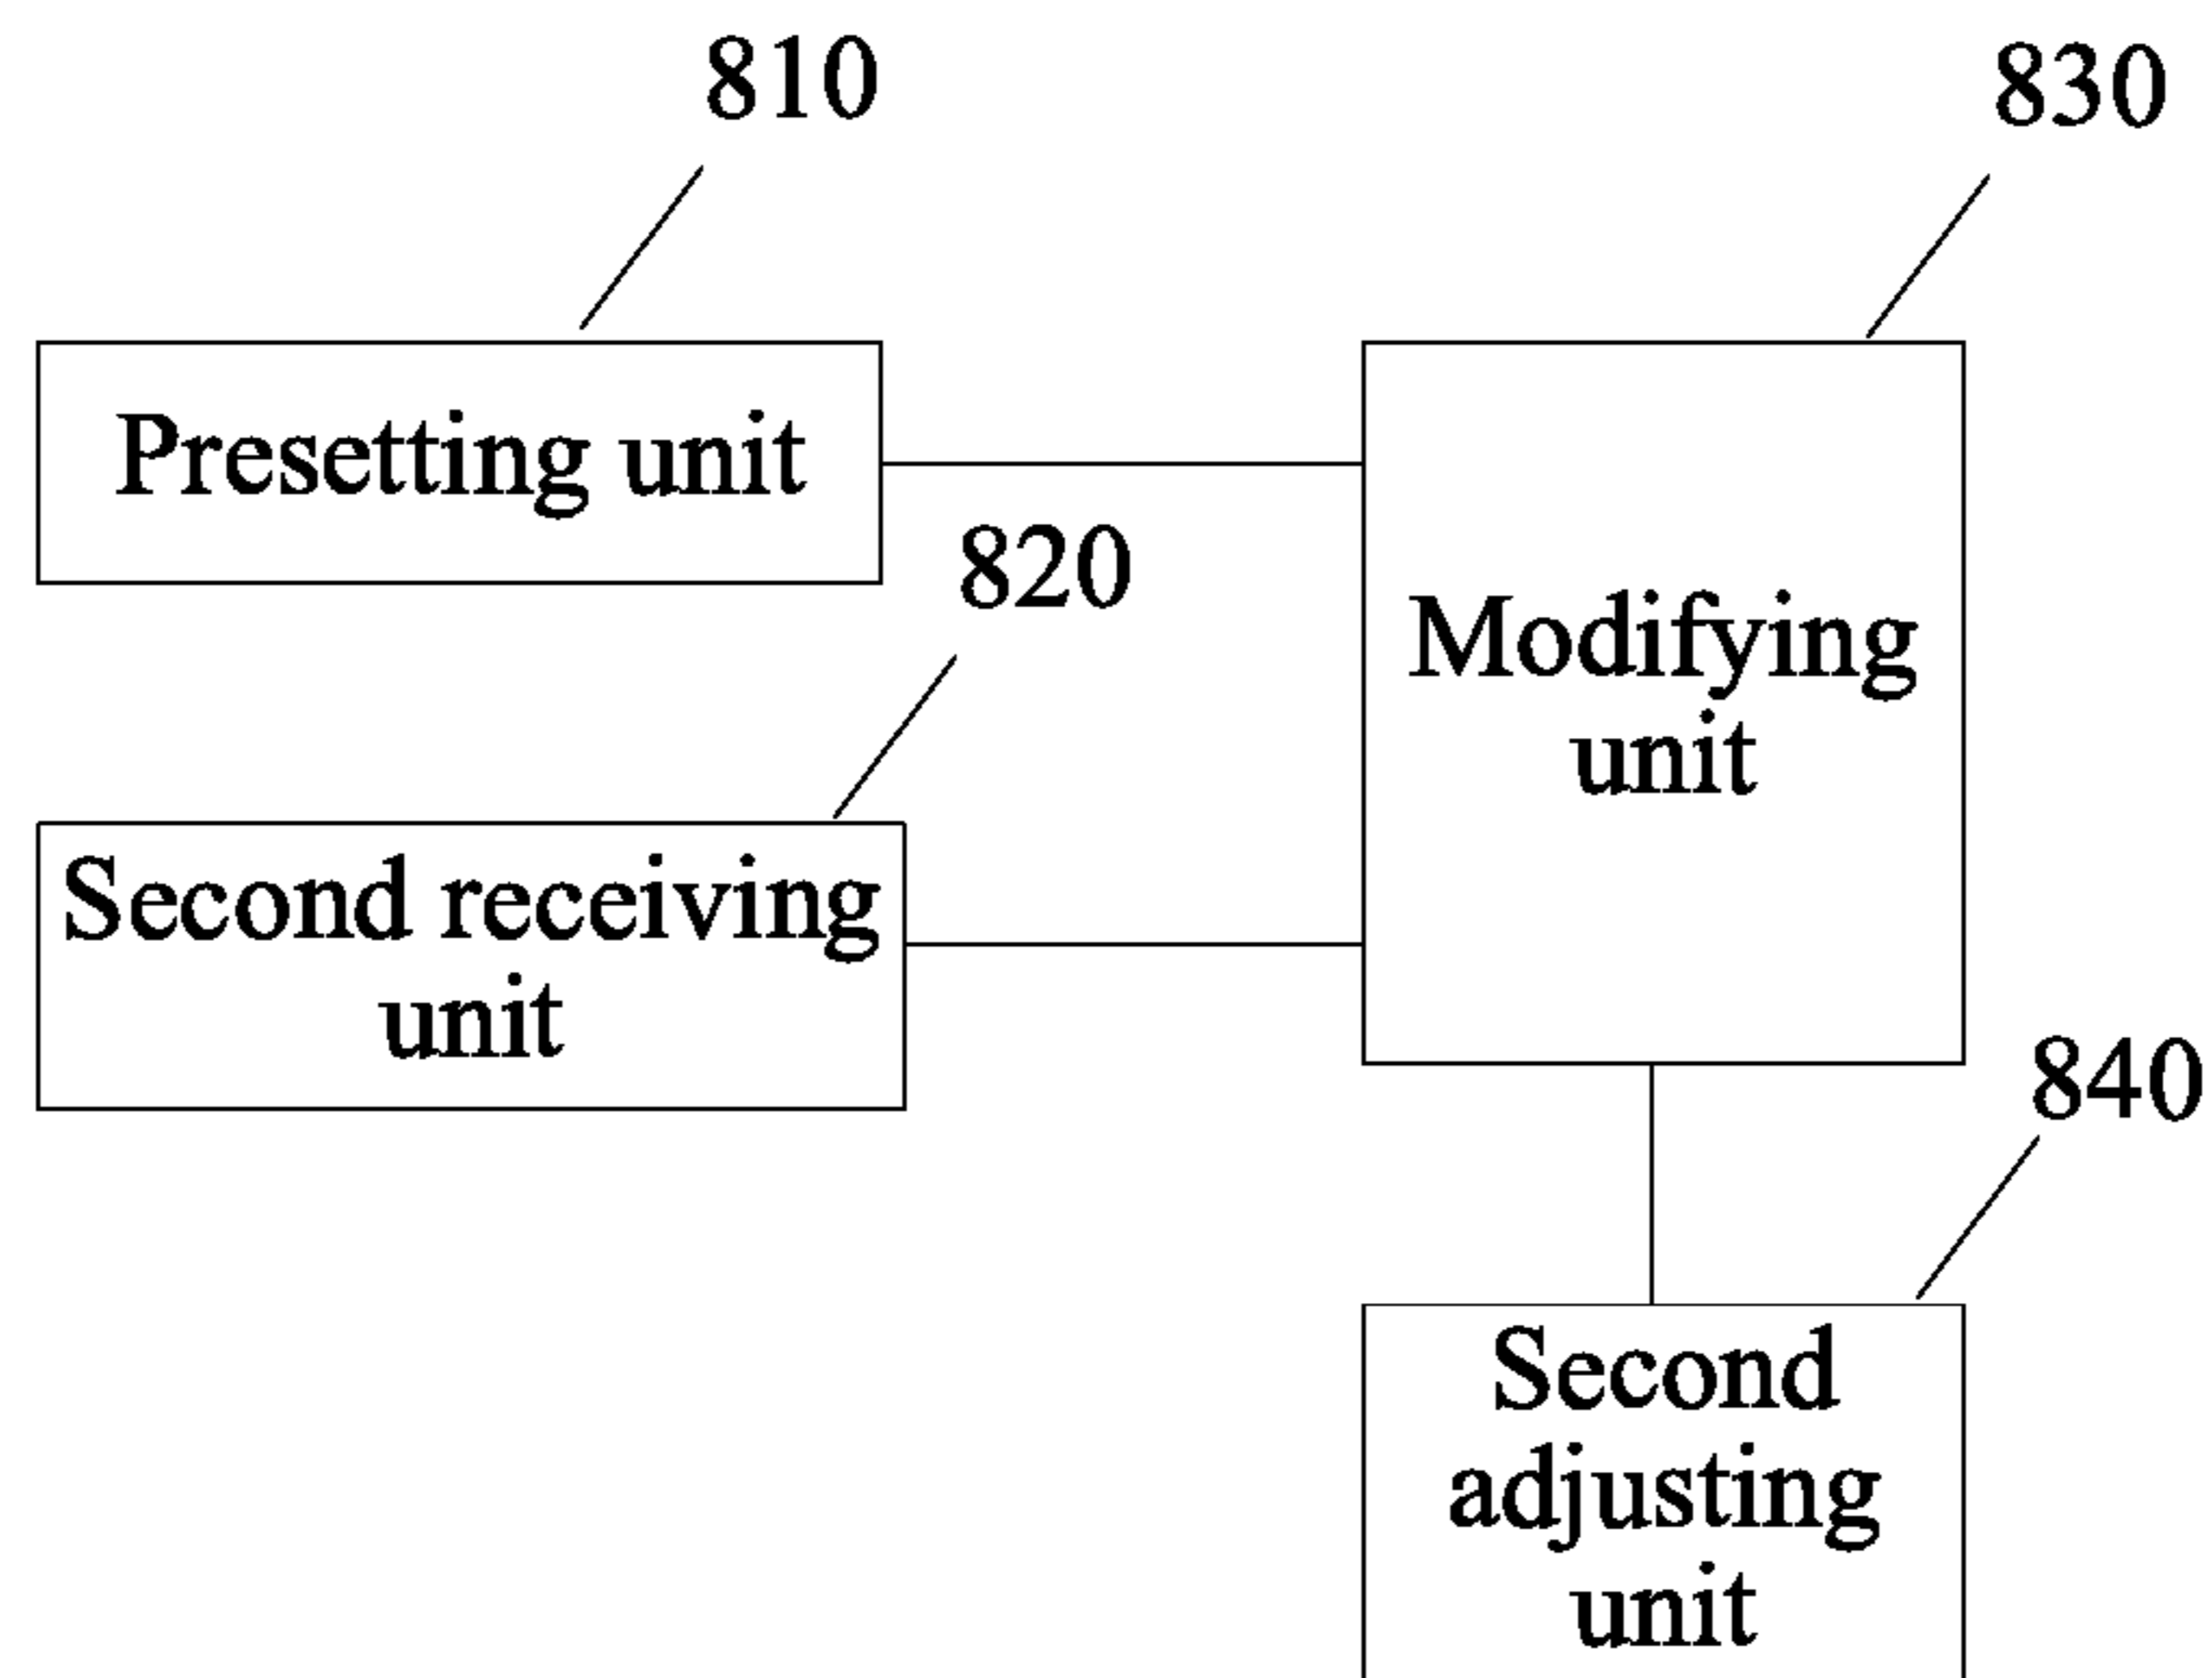 810
830
Presetting unit
820
Modifying
unit
Second receiving
unit
840
Second
adjusting
unit